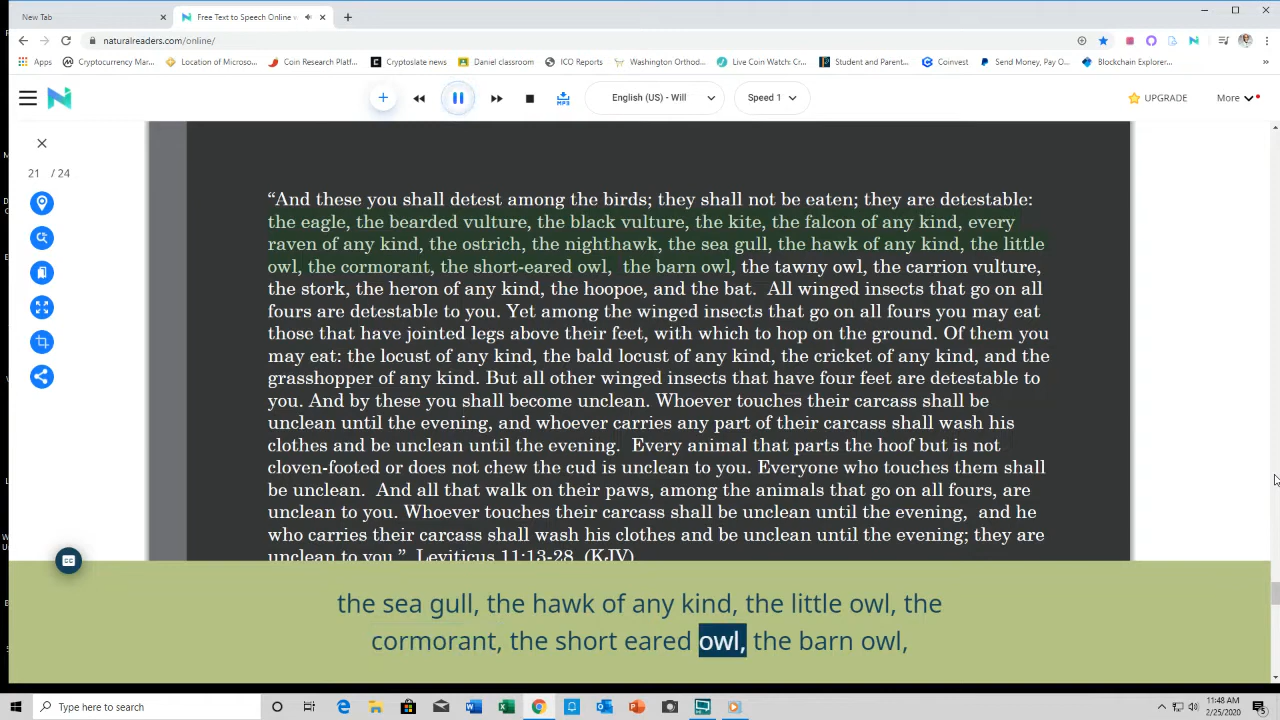 New Tab
Free Text to Speech Online v
naturalreaders.com/online/
Apps
Cryptocurrency Mar...
Location of Microso...
Coin Research Platf...
Cryptoslate news
Daniel classroom
ICO Reports
Washington Orthod...
Live Coin Watch: Cr...
Student and Parent...
Coinvest
Send Money, Pay O...
Blockchain Explorer...
»
MP3
English (US) - Will
Speed 1
UPGRADE
More
21 / 24
“And these you shall detest among the birds; they shall not be eaten; they are detestable:
the eagle, the bearded vulture, the black vulture, the kite, the falcon of any kind, every
raven of any kind, the ostrich, the nighthawk, the sea gull, the hawk of any kind, the little
owl, the cormorant, the short-eared owl,  the barn owl, the tawny owl, the carrion vulture,
the stork, the heron of any kind, the hoopoe, and the bat.  All winged insects that go on all
fours are detestable to you. Yet among the winged insects that go on all fours you may eat
those that have jointed legs above their feet, with which to hop on the ground. Of them you
may eat: the locust of any kind, the bald locust of any kind, the cricket of any kind, and the
grasshopper of any kind. But all other winged insects that have four feet are detestable to
you. And by these you shall become unclean. Whoever touches their carcass shall be
unclean until the evening, and whoever carries any part of their carcass shall wash his
clothes and be unclean until the evening.  Every animal that parts the hoof but is not
cloven-footed or does not chew the cud is unclean to you. Everyone who touches them shall
be unclean.  And all that walk on their paws, among the animals that go on all fours, are
unclean to you. Whoever touches their carcass shall be unclean until the evening,  and he
who carries their carcass shall wash his clothes and be unclean until the evening; they are
unclean to you.”  Leviticus 11:13-28  (KJV)
CC
the sea gull, the hawk of any kind, the little owl, the
cormorant, the short eared owl, the barn owl,
Type here to search
11:48 AM
2/25/2020
5